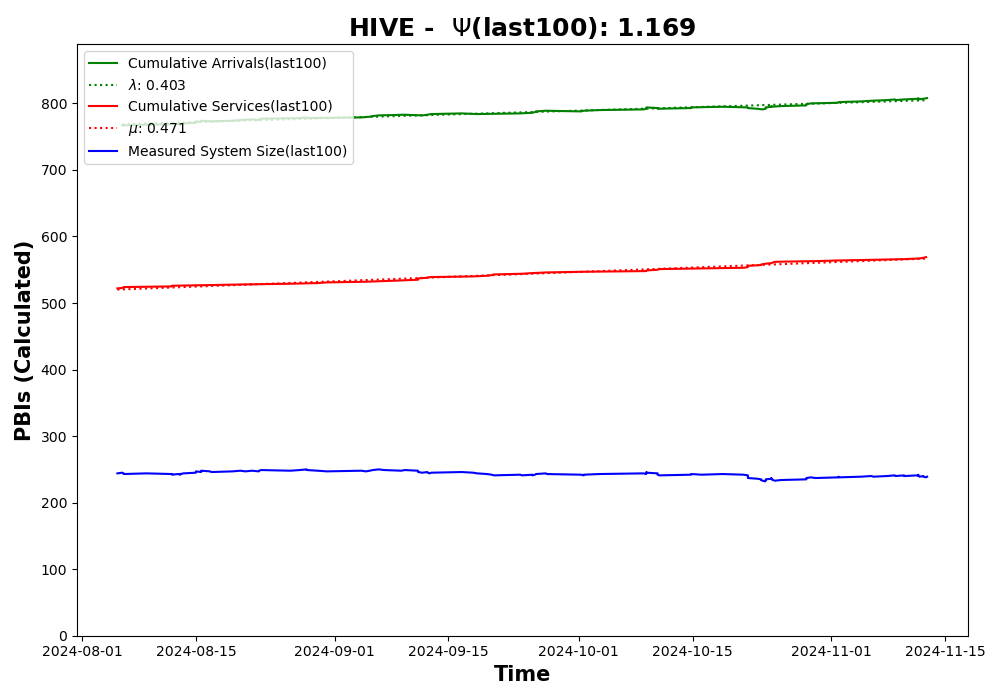 HIVE - Ψ(last100): 1.169
Cumulative Arrivals(last100)
λ: 0.403
Cumulative Services(last100)
μ: 0.471
Measured System Size(last100)
800
700
600
500
400
300
200
100
0
PBIs (Calculated)
2024-08-01 2024-08-15 2024-09-01 2024-09-15 2024-10-01 2024-10-15 2024-11-01 2024-11-15
Time